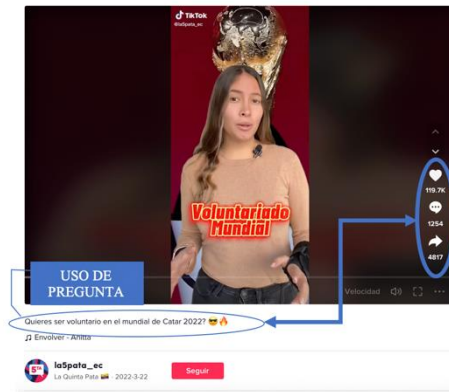 TikTok
@la5pata_ec
Voluntariado
Mundial
119.7K
1254
4817
USO DE
PREGUNTA
Velocidad
Quieres ser voluntario en el mundial de Catar 2022? 😎🔥
Envolver - Anitta
5TA
la5pata_ec
La Quinta Pata 🇪🇨 · 2022-3-22
Seguir